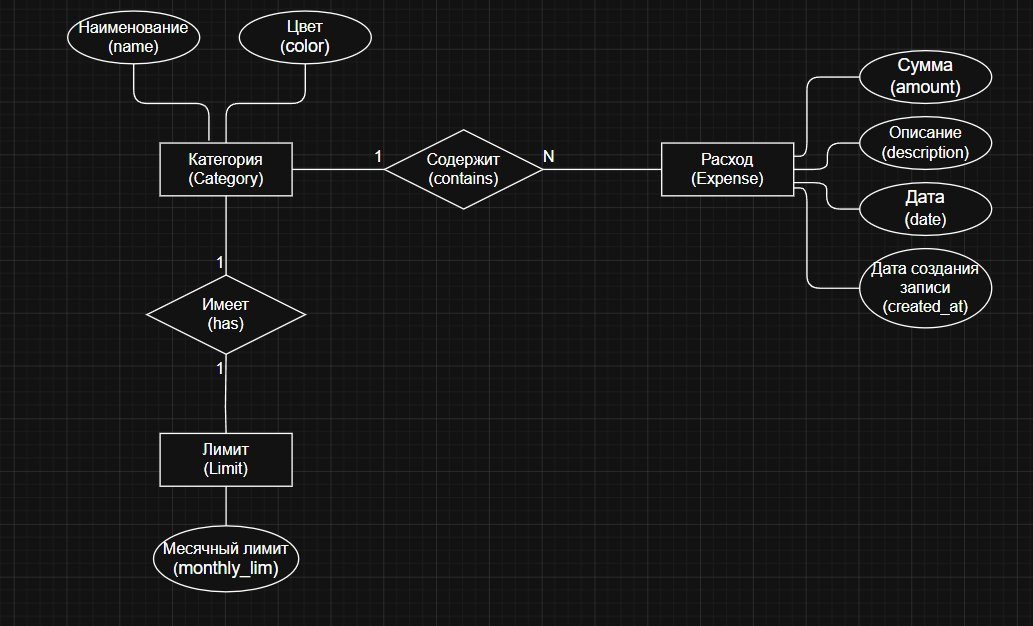 Наименование
(name)
Цвет
(color)
Сумма
(amount)
Описание
(description)
Категория
(Category)
1
Содержит
(contains)
N
Расход
(Expense)
Дата
(date)
Дата создания
записи
(created_at)
1
Имеет
(has)
1
Лимит
(Limit)
Месячный лимит
(monthly_lim)